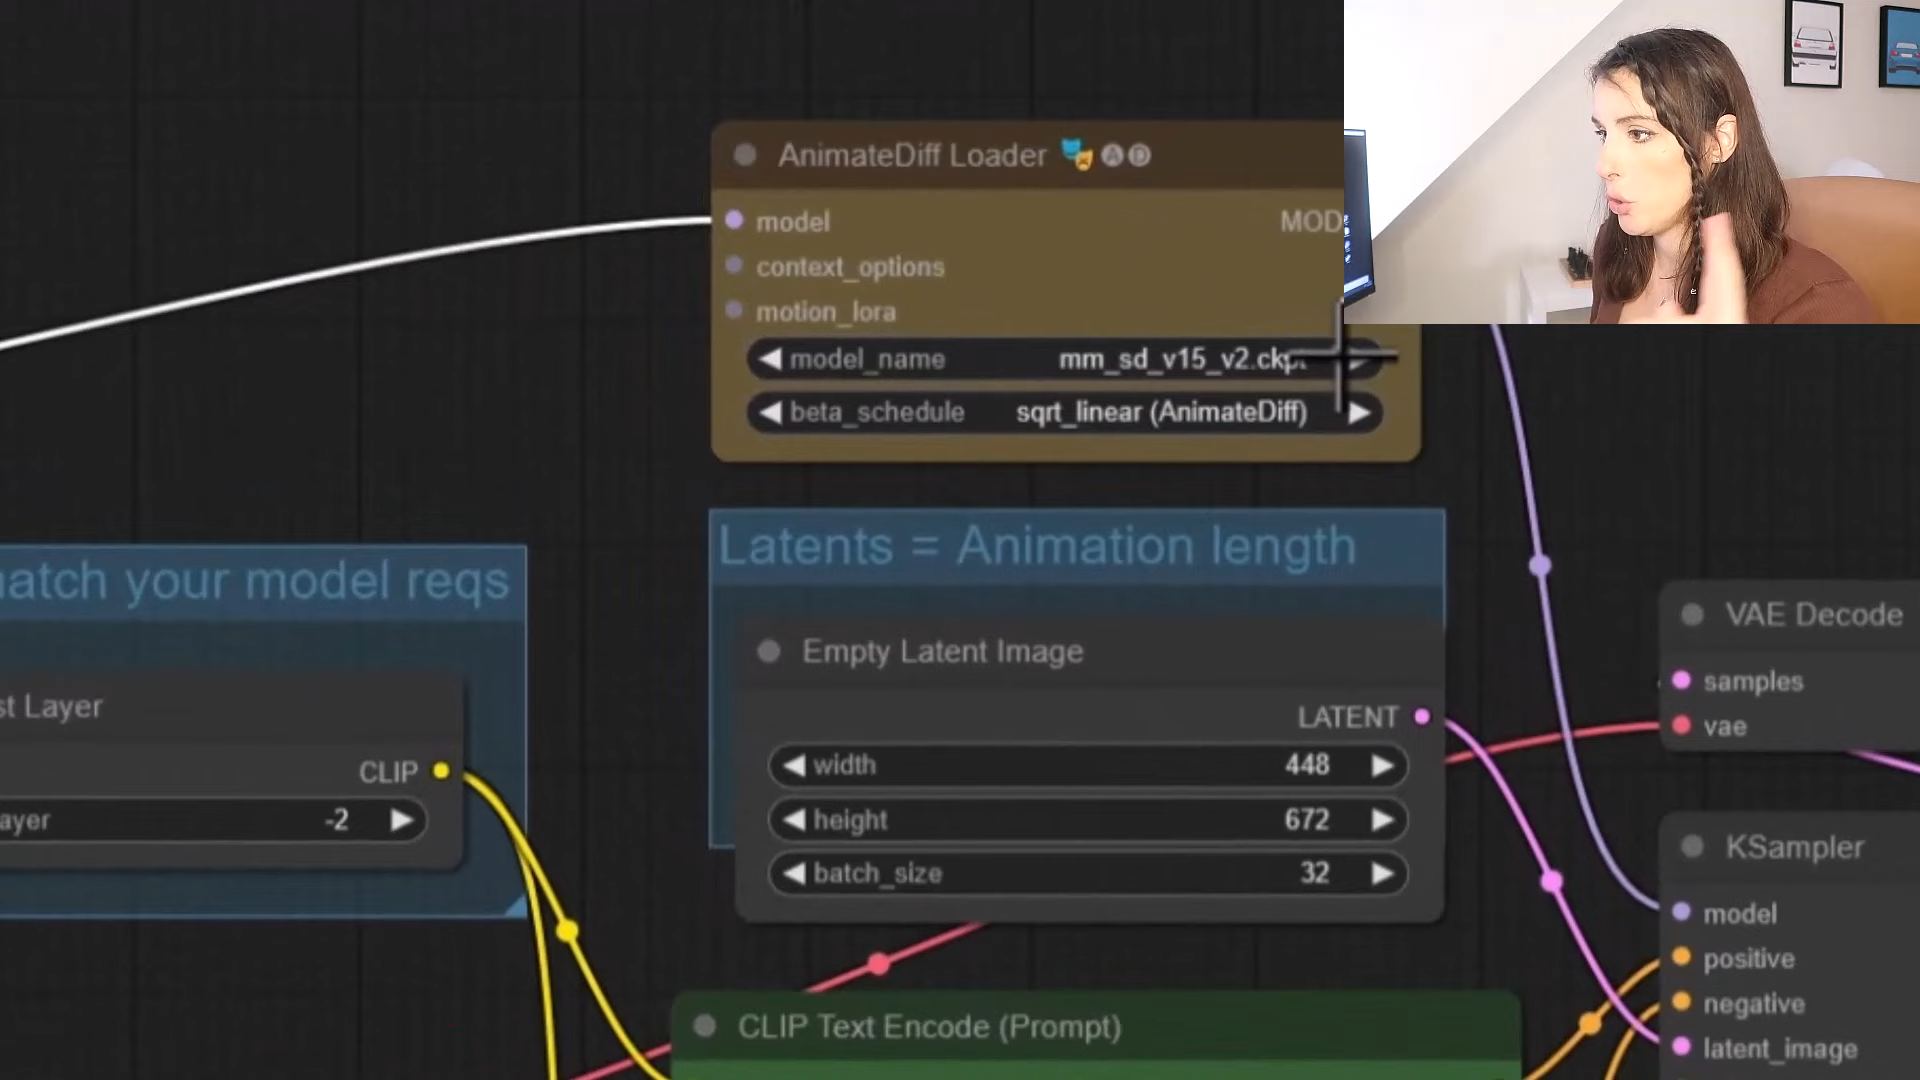 AnimateDiff Loader 🎭ⒶⒹ
model
MOD
context_options
motion_lora
model_name mm_sd_v15_v2.ckpt
beta_schedule sqrt_linear (AnimateDiff)
atch your model reqs
st Layer
CLIP
ayer -2
Latents = Animation length
Empty Latent Image
LATENT
width 448
height 672
batch_size 32
CLIP Text Encode (Prompt)
VAE Decode
samples
vae
KSampler
model
positive
negative
latent_image